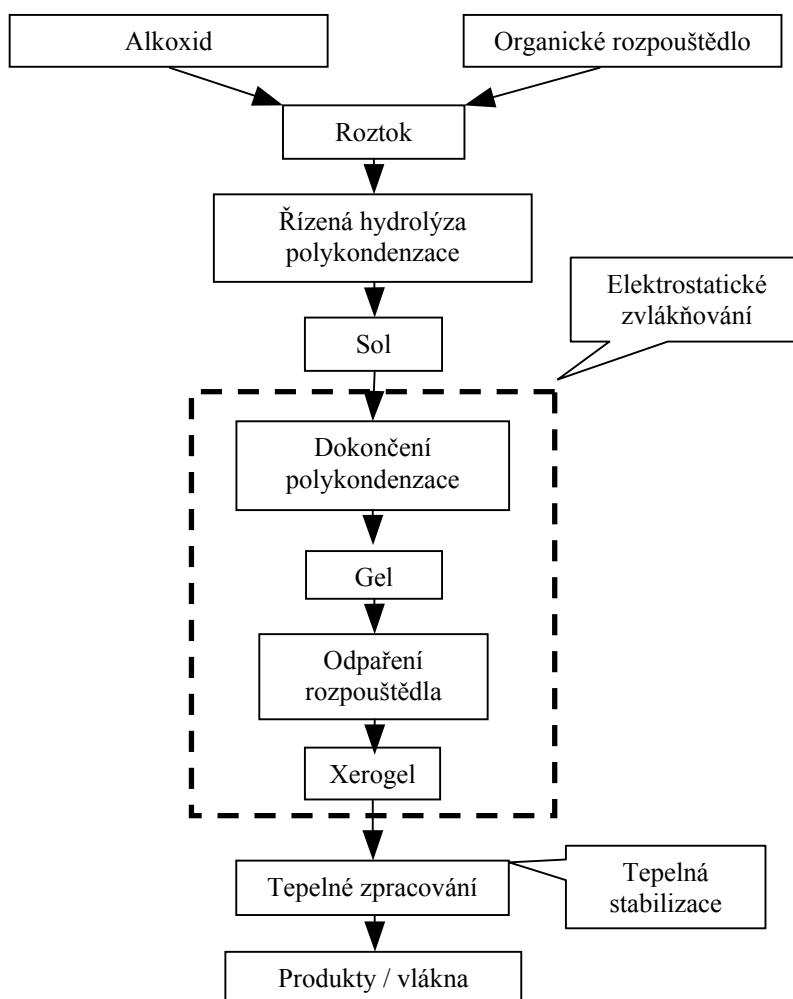 Alkoxid
Organické rozpouštědlo
Roztok
Řízená hydrolýza
polykondenzace
Elektrostatické
zvlákňování
Sol
Dokončení
polykondenzace
Gel
Odpaření
rozpouštědla
Xerogel
Tepelné zpracování
Tepelná
stabilizace
Produkty / vlákna